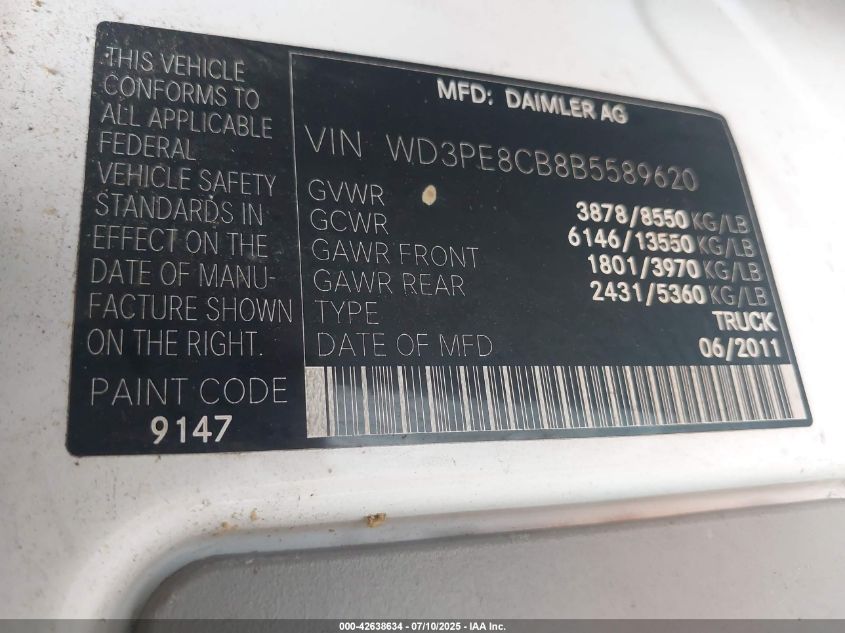 THIS VEHICLE
CONFORMS TO
ALL APPLICABLE
FEDERAL
VEHICLE SAFETY
STANDARDS IN
EFFECT ON THE
DATE OF MANU-
FACTURE SHOWN
ON THE RIGHT.
PAINT CODE
9147
MFD: DAIMLER AG
VIN WD3PE8CB8B5589620
GVWR 3878/8550 KG/LB
GCWR 6146/13550 KG/LB
GAWR FRONT 1801/3970 KG/LB
GAWR REAR 2431/5360 KG/LB
TYPE TRUCK
DATE OF MFD 06/2011
000-42638634 - 07/10/2025 - IAA Inc.